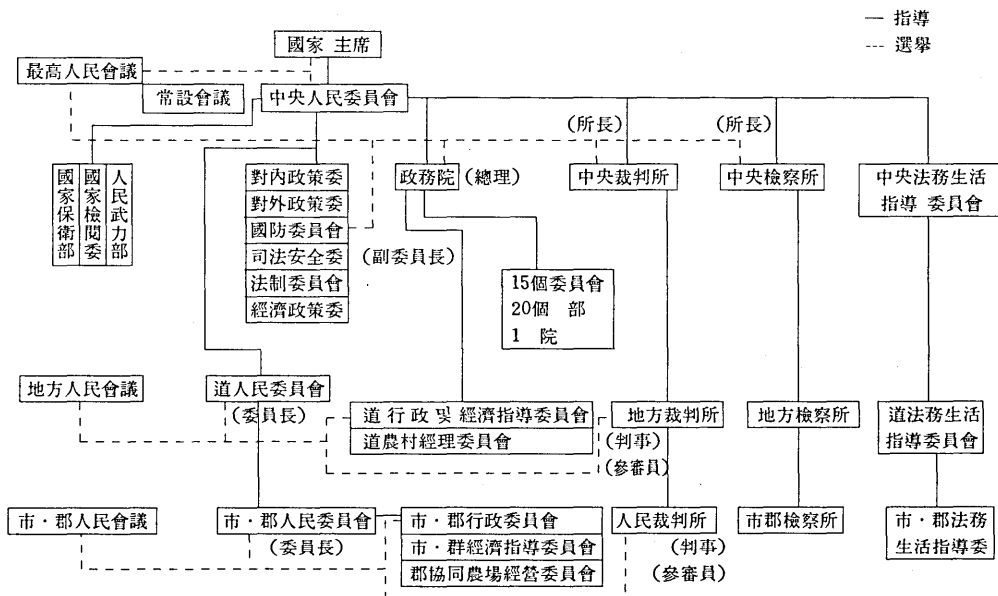 — 指導
--- 選擧
國家 主席
最高人民會議
常設會議
中央人民委員會
(所長)
(所長)
國家保衛部
國家檢閱委
人民武力部
對內政策委
對外政策委
國防委員會
司法安全委
法制委員會
經濟政策委
(副委員長)
政務院
(總理)
中央裁判所
中央檢察所
中央法務生活
指導 委員會
15個委員會
20個 部
1 院
地方人民會議
道人民委員會
(委員長)
道 行 政 및 經濟指導委員會
道農村經理委員會
地方裁判所
(判事)
(參審員)
地方檢察所
道法務生活
指導委員會
市・郡人民會議
市・郡人民委員會
(委員長)
市・郡行政委員會
市・群經濟指導委員會
郡協同農場經營委員會
人民裁判所
(判事)
(參審員)
市郡檢察所
市・郡法務
生活指導委